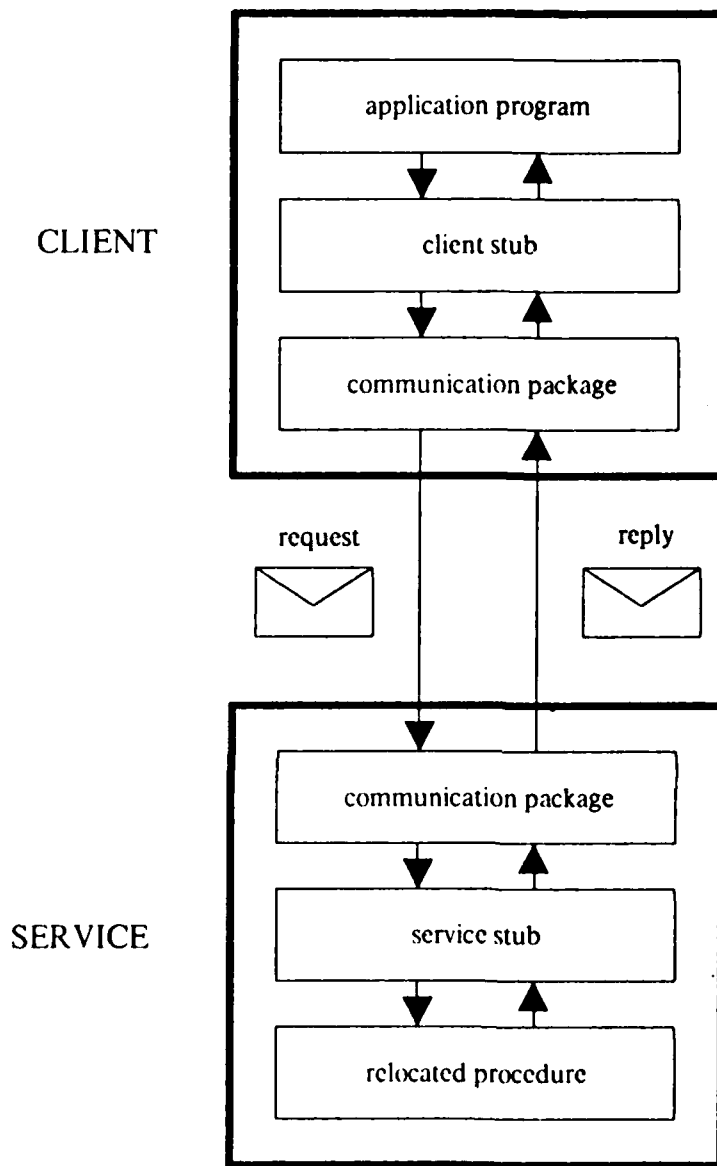 application program
CLIENT
client stub
communication package
request
reply
communication package
SERVICE
service stub
relocated procedure